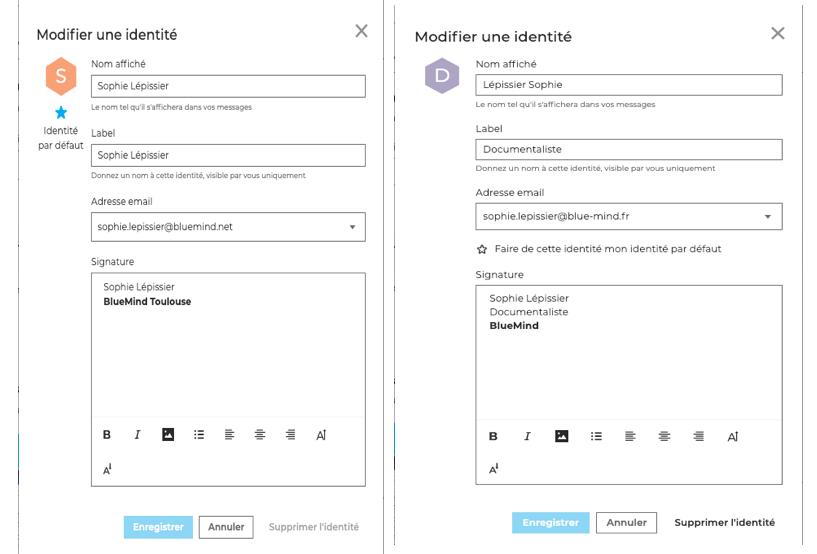 Modifier une identité
S
Identité
par défaut
Nom affiché
Sophie Lépissier
Le nom tel qu'il s'affichera dans vos messages
Label
Sophie Lépissier
Donnez un nom à cette identité, visible par vous uniquement
Adresse email
sophie.lepissier@bluemind.net
Signature
Sophie Lépissier
BlueMind Toulouse
B I A
A
Enregistrer Annuler Supprimer l'identité
Modifier une identité
D
Nom affiché
Lépissier Sophie
Le nom tel qu'il s'affichera dans vos messages
Label
Documentaliste
Donnez un nom à cette identité, visible par vous uniquement
Adresse email
sophie.lepissier@blue-mind.fr
Faire de cette identité mon identité par défaut
Signature
Sophie Lépissier
Documentaliste
BlueMind
B I A
A
Enregistrer Annuler Supprimer l'identité